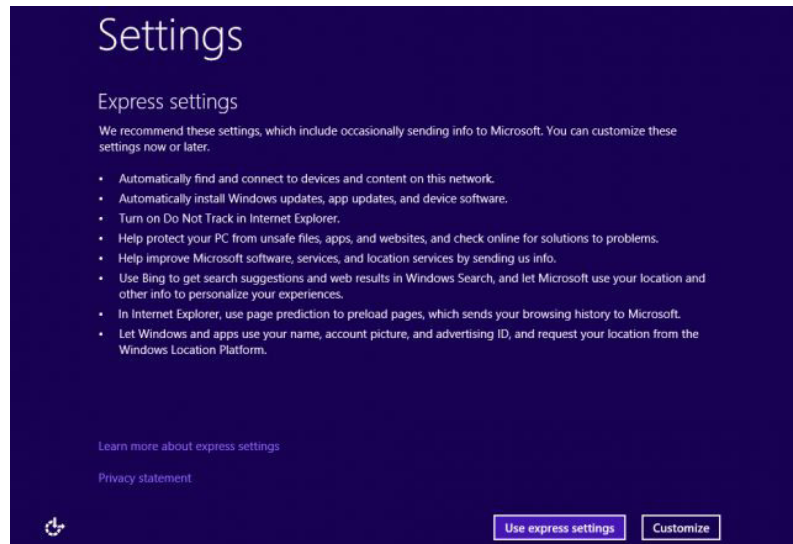 Settings
Express settings
We recommend these settings, which include occasionally sending info to Microsoft. You can customize these
settings now or later.
• Automatically find and connect to devices and content on this network.
• Automatically install Windows updates, app updates, and device software.
• Turn on Do Not Track in Internet Explorer.
• Help protect your PC from unsafe files, apps, and websites, and check online for solutions to problems.
• Help improve Microsoft software, services, and location services by sending us info.
• Use Bing to get search suggestions and web results in Windows Search, and let Microsoft use your location and
other info to personalize your experiences.
• In Internet Explorer, use page prediction to preload pages, which sends your browsing history to Microsoft.
• Let Windows and apps use your name, account picture, and advertising ID, and request your location from the
Windows Location Platform.
Learn more about express settings
Privacy statement
Use express settings
Customize